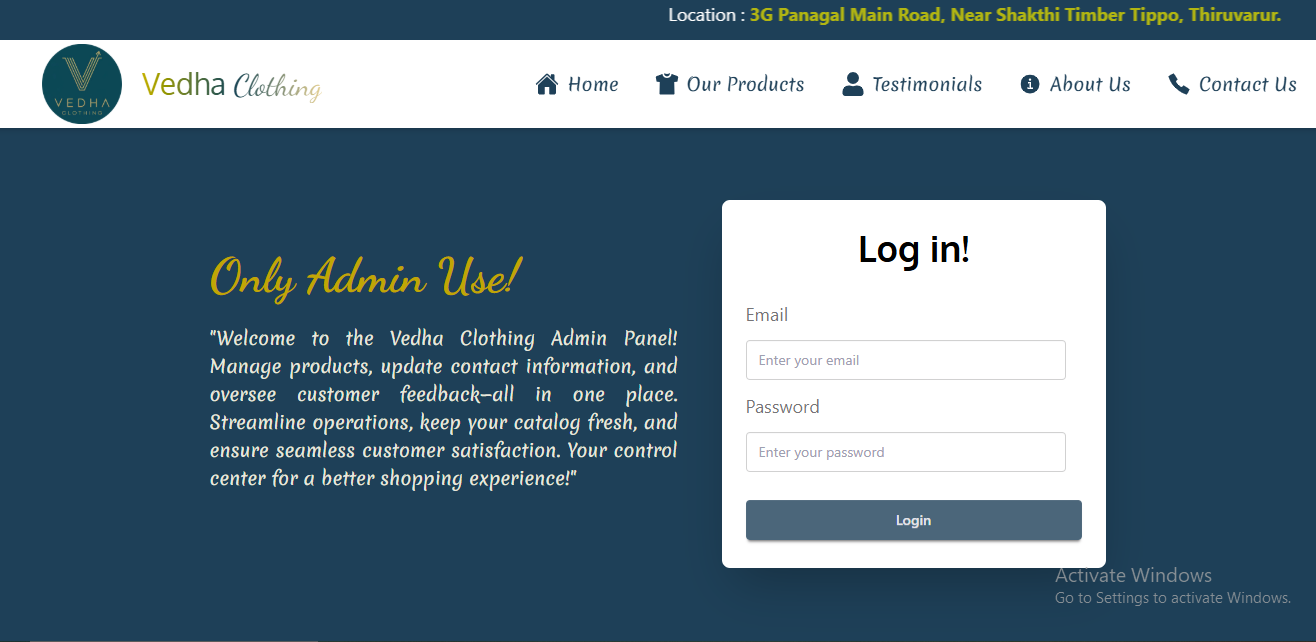 Location : 3G Panagal Main Road, Near Shakthi Timber Tippo, Thiruvarur.
VEDHA
CLOTHING
Vedha Clothing
Home
Our Products
Testimonials
About Us
Contact Us
Log in!
Only Admin Use!
"Welcome to the Vedha Clothing Admin Panel!
Manage products, update contact information, and
oversee customer feedback—all in one place.
Streamline operations, keep your catalog fresh, and
ensure seamless customer satisfaction. Your control
center for a better shopping experience!"
Email
Enter your email
Password
Enter your password
Login
Activate Windows
Go to Settings to activate Windows.